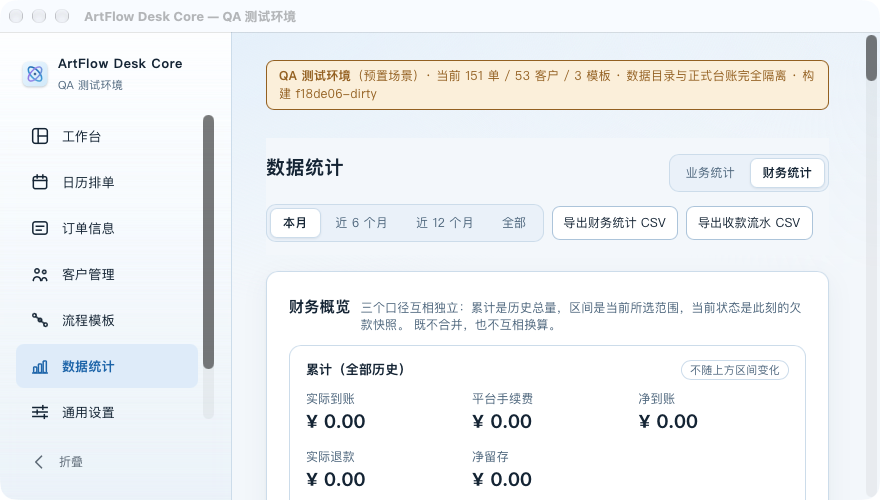 ArtFlow Desk Core — QA 测试环境
ArtFlow Desk Core
QA 测试环境
工作台
日历排单
订单信息
客户管理
流程模板
数据统计
通用设置
折叠
QA 测试环境（预置场景） · 当前 151 单 / 53 客户 / 3 模板 · 数据目录与正式台账完全隔离 · 构
建 f18de06-dirty
数据统计
业务统计 财务统计
本月 近 6 个月 近 12 个月 全部 导出财务统计 CSV 导出收款流水 CSV
财务概览 三个口径互相独立：累计是历史总量，区间是当前所选范围，当前状态是此刻的欠
款快照。 既不合并，也不互相换算。
累计（全部历史） 不随上方区间变化
实际到账 平台手续费 净到账
¥ 0.00 ¥ 0.00 ¥ 0.00
实际退款 净留存
¥ 0.00 ¥ 0.00